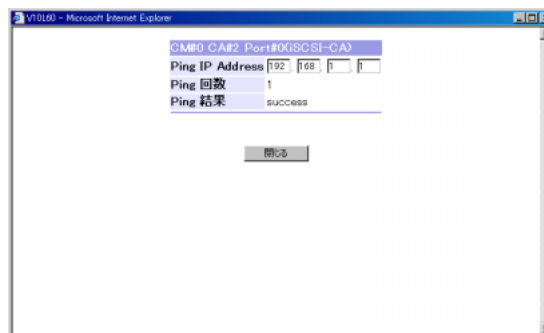 V10L60 - Microsoft Internet Explorer
CM#0 CA#2 Port#0(iSCSI-CA)
Ping IP Address 192. 168. 1. 1
Ping 回数 1
Ping 結果 success
閉じる